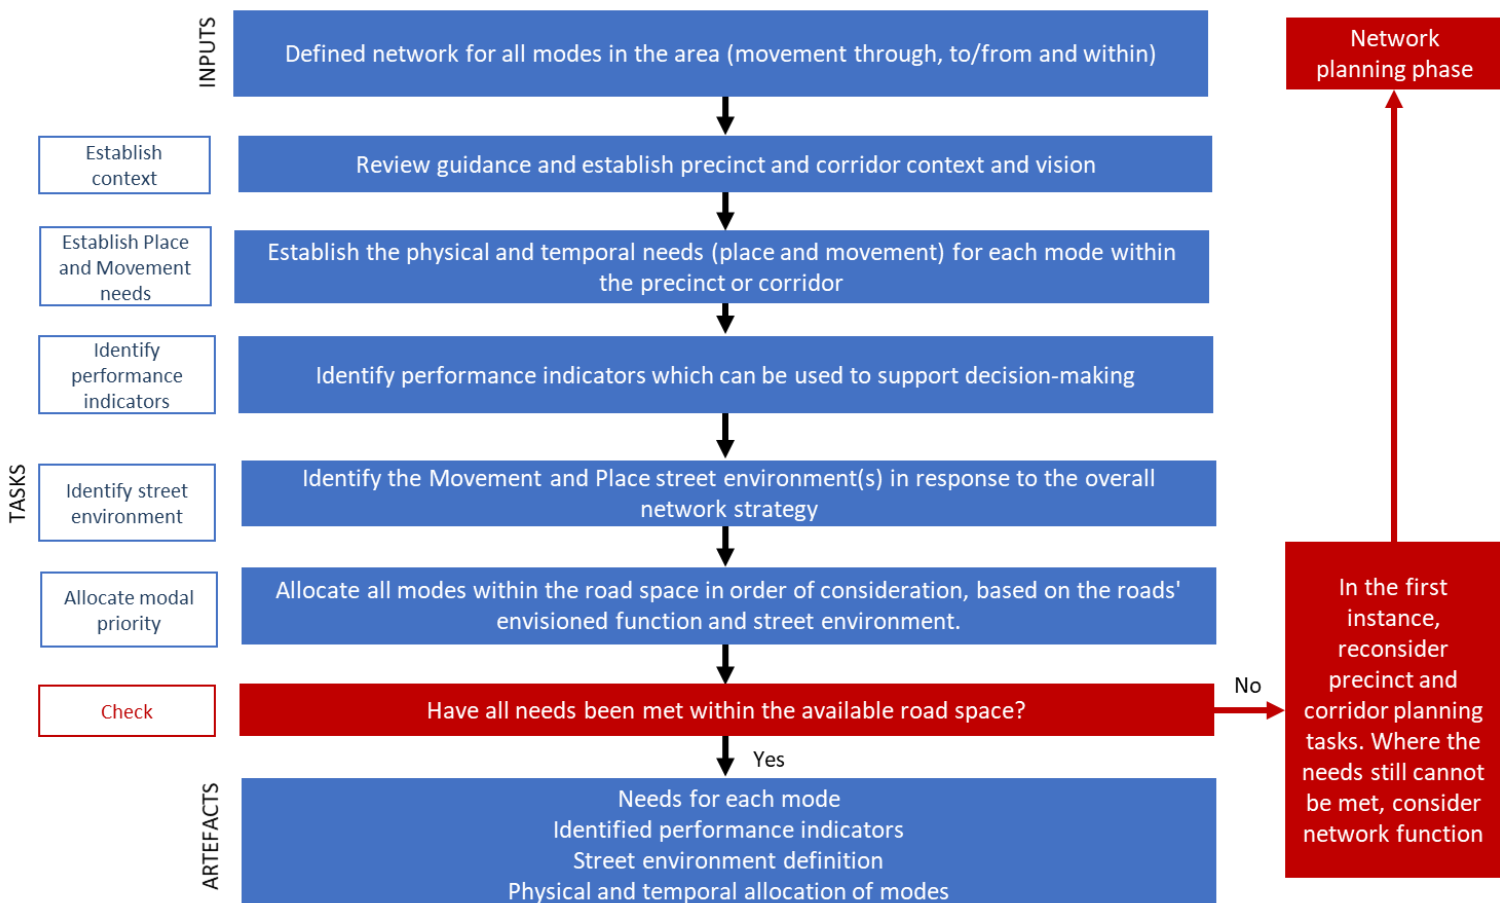 INPUTS
Defined network for all modes in the area (movement through, to/from and within)
Network
planning phase
Establish
context
Review guidance and establish precinct and corridor context and vision
Establish Place
and Movement
needs
Establish the physical and temporal needs (place and movement) for each mode within
the precinct or corridor
Identify
performance
indicators
Identify performance indicators which can be used to support decision-making
TASKS
Identify street
environment
Identify the Movement and Place street environment(s) in response to the overall
network strategy
Allocate modal
priority
Allocate all modes within the road space in order of consideration, based on the roads'
envisioned function and street environment.
Check
Have all needs been met within the available road space?
No
In the first
instance,
reconsider
precinct and
corridor planning
tasks. Where the
needs still cannot
be met, consider
network function
Yes
ARTEFACTS
Needs for each mode
Identified performance indicators
Street environment definition
Physical and temporal allocation of modes